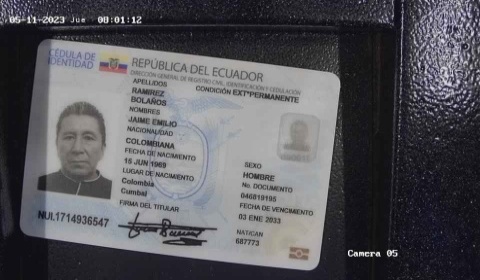 05-11-2023 Jue 08:01:12
CÉDULA DE
IDENTIDAD
REPÚBLICA DEL ECUADOR
DIRECCIÓN GENERAL DE REGISTRO CIVIL, IDENTIFICACIÓN Y CEDULACIÓN
APELLIDOS
CONDICIÓN EXT*PERMANENTE
RAMIREZ
BOLAÑOS
NOMBRES
JAIME EMILIO
NACIONALIDAD
COLOMBIANA
FECHA DE NACIMIENTO
16 JUN 1969
LUGAR DE NACIMIENTO
Colombia
Cumbal
FIRMA DEL TITULAR
SEXO
HOMBRE
No. DOCUMENTO
046819195
FECHA DE VENCIMIENTO
03 ENE 2033
NAT/CAN
687773
NUI.1714936547
Camera 05